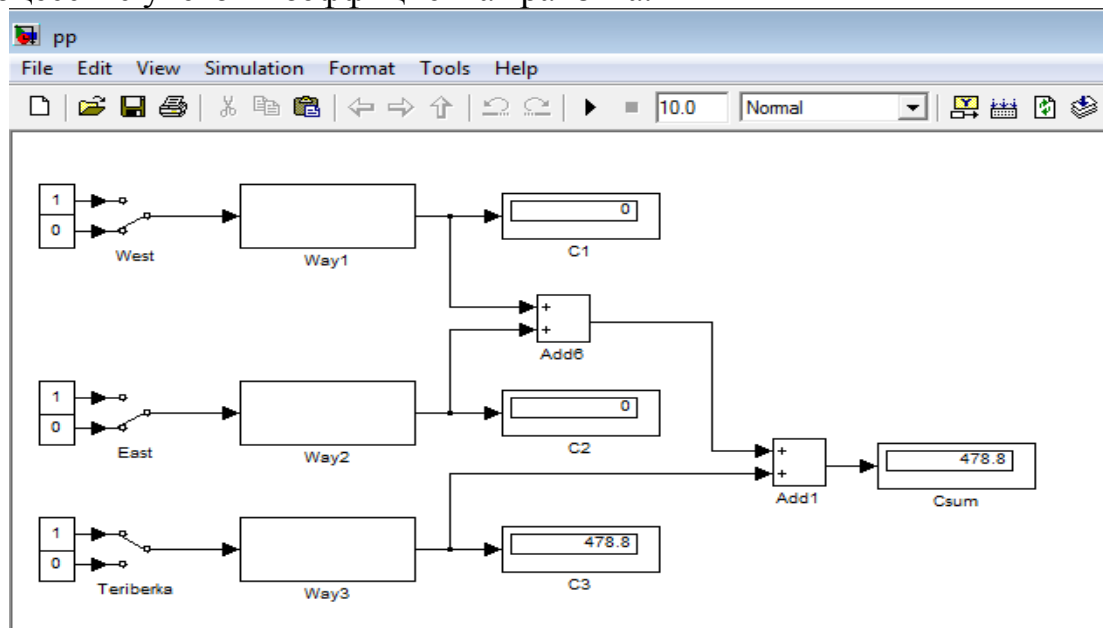 pp
File Edit View Simulation Format Tools Help
10.0 Normal
1
0
West
Way1
0
C1
+
+
Add6
1
0
East
Way2
0
C2
+
+
Add1
478.8
Csum
1
0
Teriberka
Way3
478.8
C3